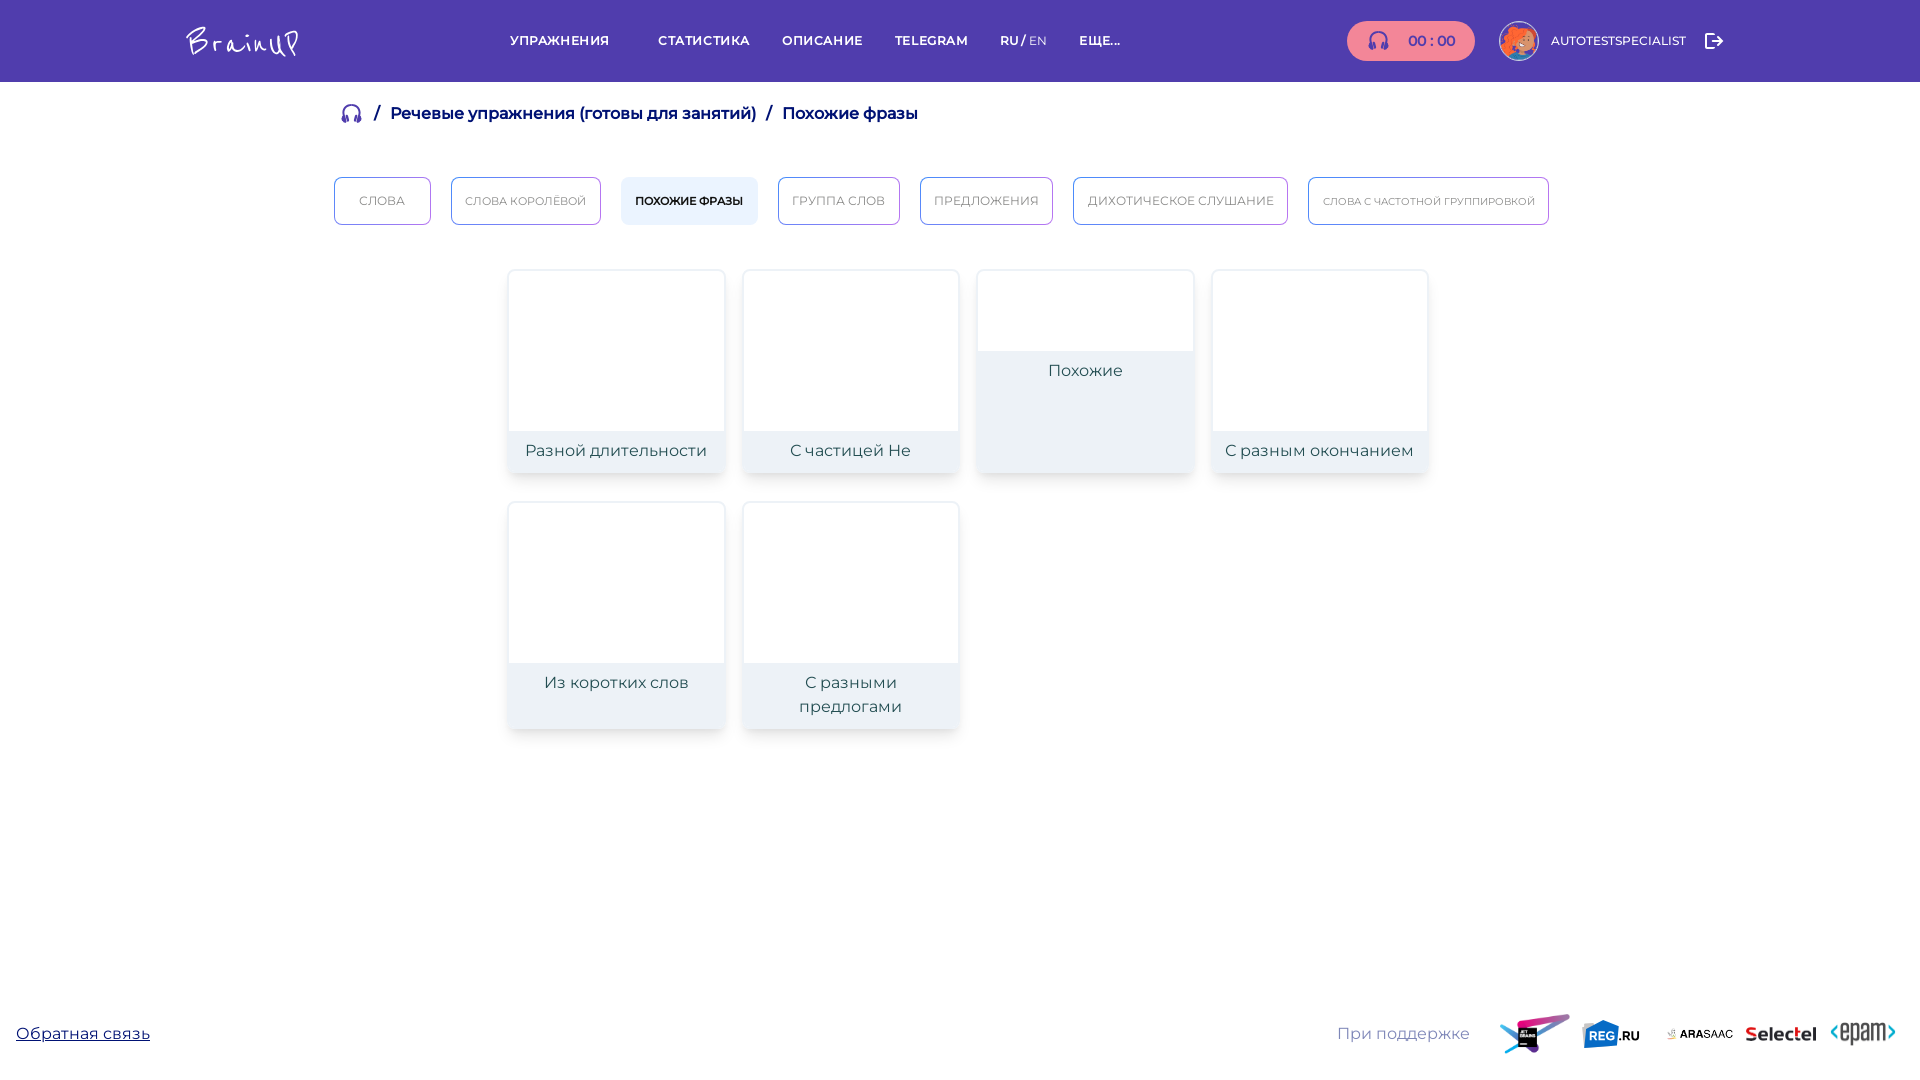 BrainUP
УПРАЖНЕНИЯ СТАТИСТИКА ОПИСАНИЕ TELEGRAM RU / EN ЕЩЕ...
00 : 00
AUTOTESTSPECIALIST
/ Речевые упражнения (готовы для занятий) / Похожие фразы
СЛОВА СЛОВА КОРОЛЁВОЙ ПОХОЖИЕ ФРАЗЫ ГРУППА СЛОВ ПРЕДЛОЖЕНИЯ ДИХОТИЧЕСКОЕ СЛУШАНИЕ СЛОВА С ЧАСТОТНОЙ ГРУППИРОВКОЙ
Разной длительности
С частицей Не
Похожие
С разным окончанием
Из коротких слов
С разными
предлогами
Обратная связь
При поддержке
JET
BRAINS
REG.RU
ARASAAC
Selectel
<epam>